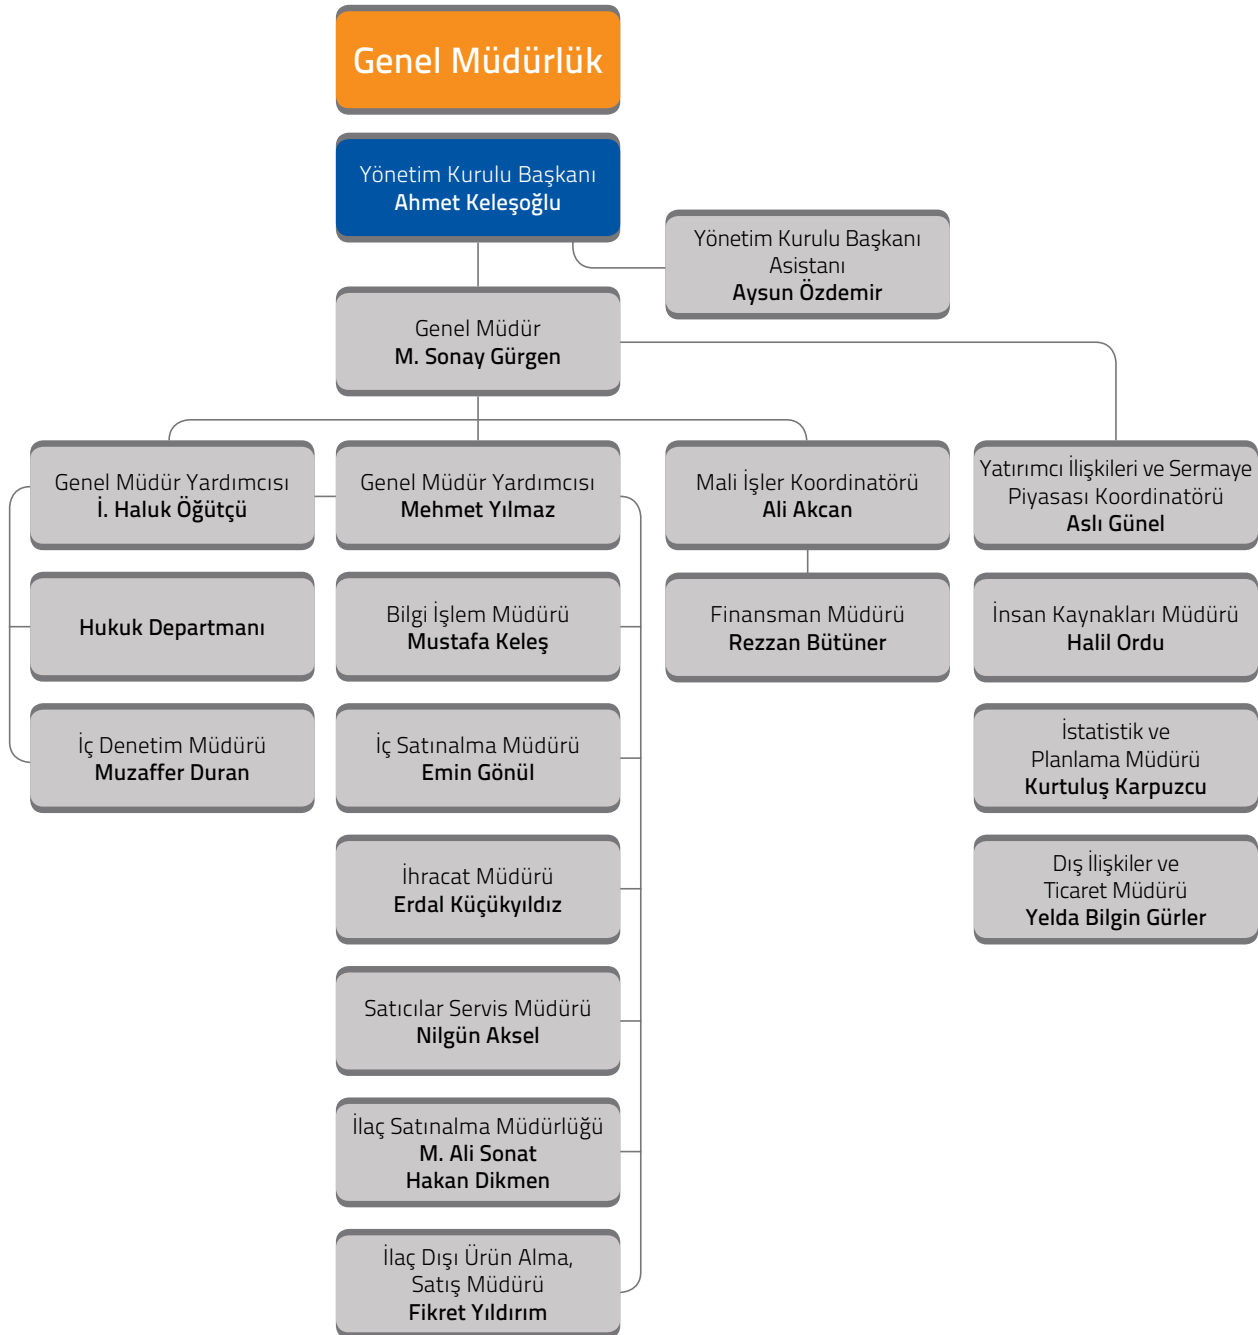 Genel Müdürlük
Yönetim Kurulu Başkanı
Ahmet Keleşoğlu
Yönetim Kurulu Başkanı
Asistanı
Aysun Özdemir
Genel Müdür
M. Sonay Gürgen
Genel Müdür Yardımcısı
İ. Haluk Öğütçü
Genel Müdür Yardımcısı
Mehmet Yılmaz
Mali İşler Koordinatörü
Ali Akcan
Yatırımcı İlişkileri ve Sermaye
Piyasası Koordinatörü
Aslı Günel
Hukuk Departmanı
Bilgi İşlem Müdürü
Mustafa Keleş
Finansman Müdürü
Rezzan Bütüner
İnsan Kaynakları Müdürü
Halil Ordu
İç Denetim Müdürü
Muzaffer Duran
İç Satınalma Müdürü
Emin Gönül
İstatistik ve
Planlama Müdürü
Kurtuluş Karpuzcu
İhracat Müdürü
Erdal Küçükyıldız
Dış İlişkiler ve
Ticaret Müdürü
Yelda Bilgin Gürler
Satıcılar Servis Müdürü
Nilgün Aksel
İlaç Satınalma Müdürlüğü
M. Ali Sonat
Hakan Dikmen
İlaç Dışı Ürün Alma,
Satış Müdürü
Fikret Yıldırım